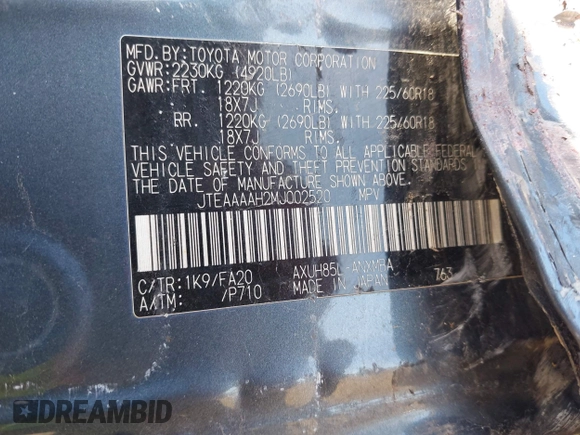 MFD.BY:TOYOTA MOTOR CORPORATION
GVWR:2230KG (4920LB)
GAWR:FRT. 1220KG (2690LB) WITH 225/60R18
18X7J RIMS.
RR. 1220KG (2690LB) WITH 225/60R18
18X7J RIMS.
THIS VEHICLE CONFORMS TO ALL APPLICABLE FEDERAL
VEHICLE SAFETY AND THEFT PREVENTION STANDARDS
THE DATE OF MANUFACTURE
JTEAAAAH2MJ002520 MPV
C/TR:1K9/FA20 AXUH85L-ANXMBA 763
A/TM: /P710 MADE IN JAPAN
DREAMBID